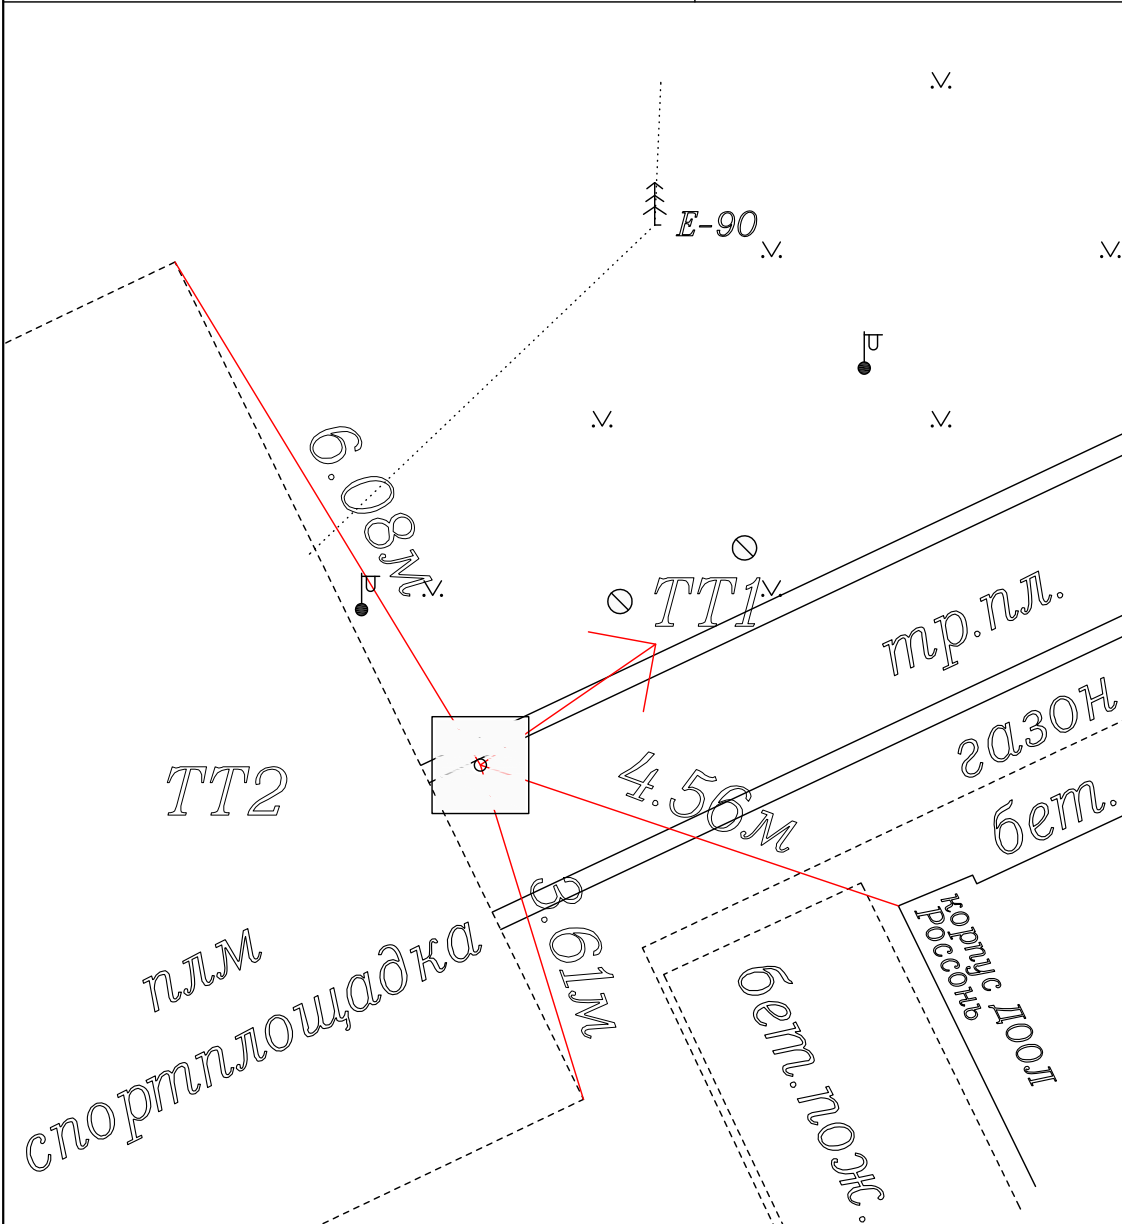 E-90
6.08м
ТТ1
тр.пл.
газон
4.56м
бет.
ТТ2
3.61м
корпус ДООЛ
Россонь
плм
спортплощадка
бет.пож.